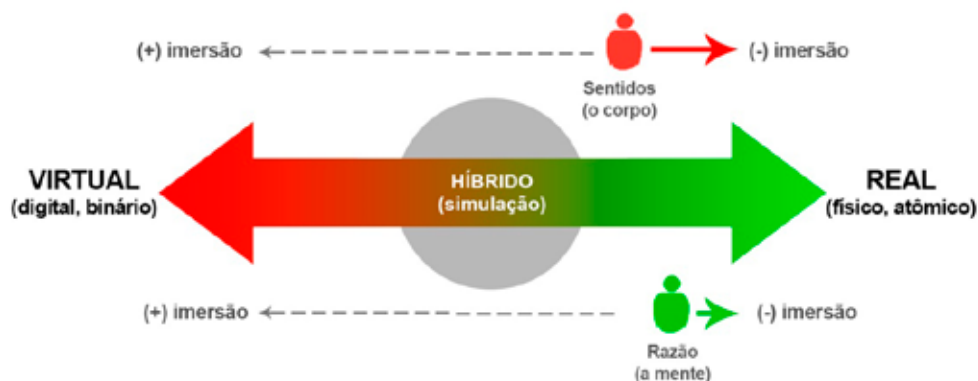 (+) imersão
(-) imersão
Sentidos
(o corpo)
VIRTUAL
(digital, binário)
HÍBRIDO
(simulação)
REAL
(físico, atômico)
(+) imersão
(-) imersão
Razão
(a mente)